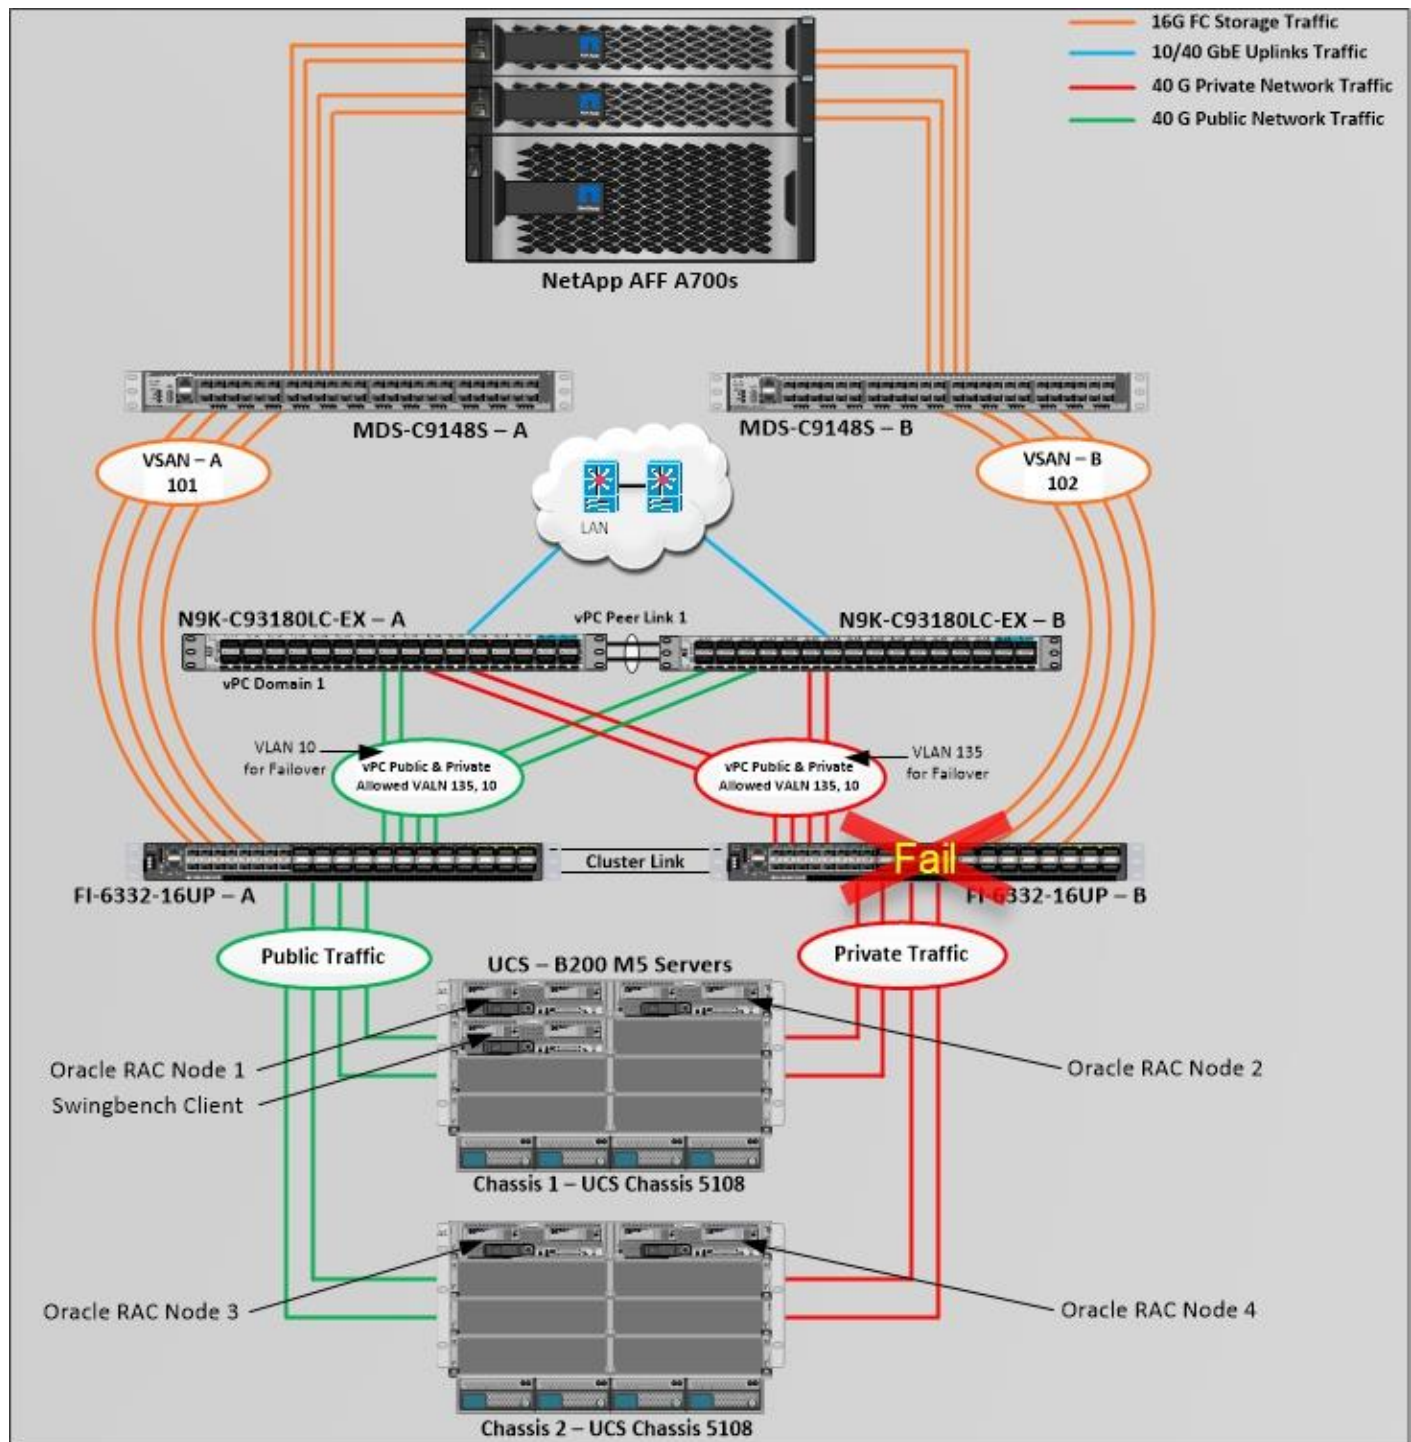 16G FC Storage Traffic
10/40 GbE Uplinks Traffic
40 G Private Network Traffic
40 G Public Network Traffic
NetApp
NetApp AFF A700s
MDS-C9148S – A
MDS-C9148S – B
VSAN – A
101
VSAN – B
102
LAN
N9K-C93180LC-EX – A
vPC Peer Link 1
N9K-C93180LC-EX – B
vPC Domain 1
VLAN 10
for Failover
vPC Public & Private
Allowed VALN 135, 10
vPC Public & Private
Allowed VALN 135, 10
VLAN 135
for Failover
Cluster Link
Fail
FI-6332-16UP – A
FI-6332-16UP – B
Public Traffic
Private Traffic
UCS – B200 M5 Servers
Oracle RAC Node 1
Swingbench Client
Oracle RAC Node 2
Chassis 1 – UCS Chassis 5108
Oracle RAC Node 3
Oracle RAC Node 4
Chassis 2 – UCS Chassis 5108